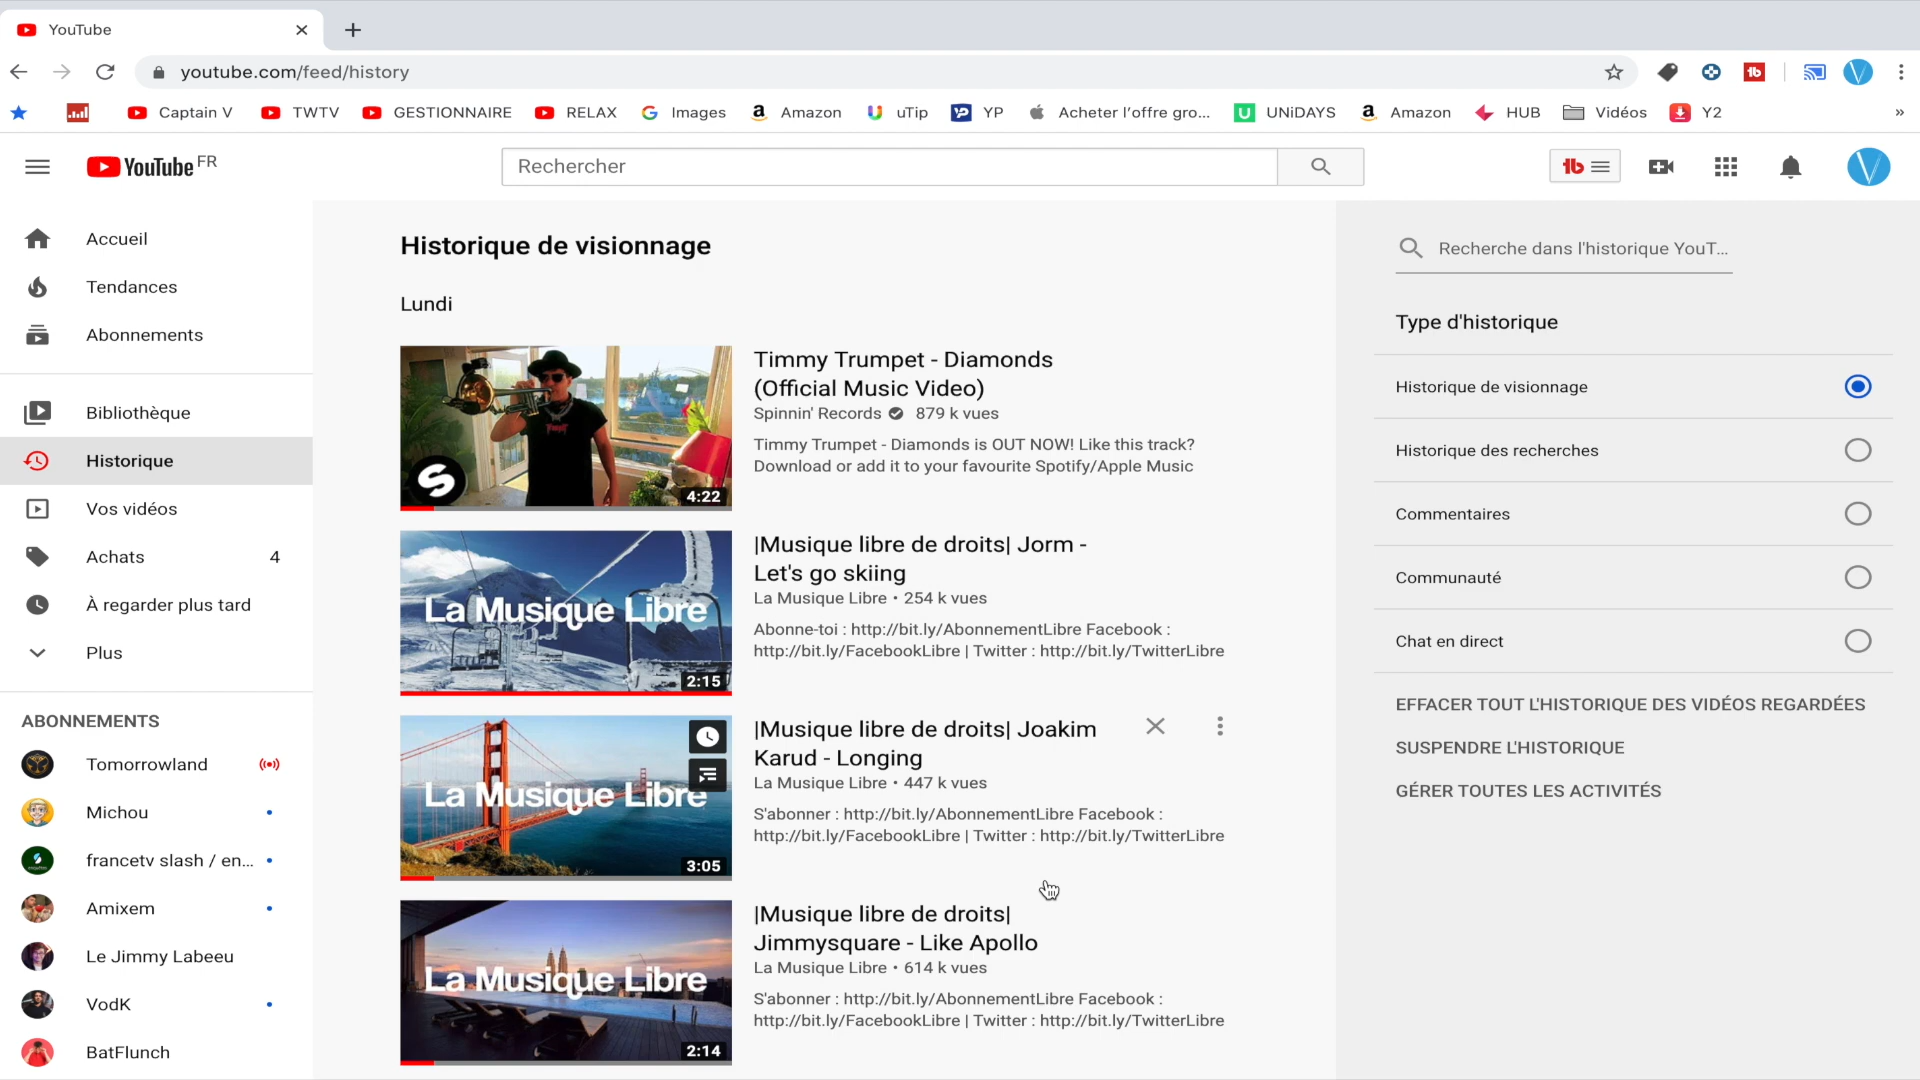 YouTube
youtube.com/feed/history
Captain V
TWTV
GESTIONNAIRE
RELAX
Images
Amazon
uTip
YP
Acheter l'offre gro...
UNiDAYS
Amazon
HUB
Vidéos
Y2
»
YouTube FR
Rechercher
tb
V
Accueil
Tendances
Abonnements
Bibliothèque
Historique
Vos vidéos
Achats 4
À regarder plus tard
Plus
ABONNEMENTS
Tomorrowland
Michou
francetv slash / en...
Amixem
Le Jimmy Labeeu
VodK
BatFlunch
Historique de visionnage
Lundi
4:22
Timmy Trumpet - Diamonds
(Official Music Video)
Spinnin' Records 879 k vues
Timmy Trumpet - Diamonds is OUT NOW! Like this track?
Download or add it to your favourite Spotify/Apple Music
La Musique Libre
2:15
|Musique libre de droits| Jorm -
Let's go skiing
La Musique Libre • 254 k vues
Abonne-toi : http://bit.ly/AbonnementLibre Facebook :
http://bit.ly/FacebookLibre | Twitter : http://bit.ly/TwitterLibre
La Musique Libre
3:05
|Musique libre de droits| Joakim
Karud - Longing
La Musique Libre • 447 k vues
S'abonner : http://bit.ly/AbonnementLibre Facebook :
http://bit.ly/FacebookLibre | Twitter : http://bit.ly/TwitterLibre
La Musique Libre
2:14
|Musique libre de droits|
Jimmysquare - Like Apollo
La Musique Libre • 614 k vues
S'abonner : http://bit.ly/AbonnementLibre Facebook :
http://bit.ly/FacebookLibre | Twitter : http://bit.ly/TwitterLibre
Recherche dans l'historique YouT...
Type d'historique
Historique de visionnage
Historique des recherches
Commentaires
Communauté
Chat en direct
EFFACER TOUT L'HISTORIQUE DES VIDÉOS REGARDÉES
SUSPENDRE L'HISTORIQUE
GÉRER TOUTES LES ACTIVITÉS